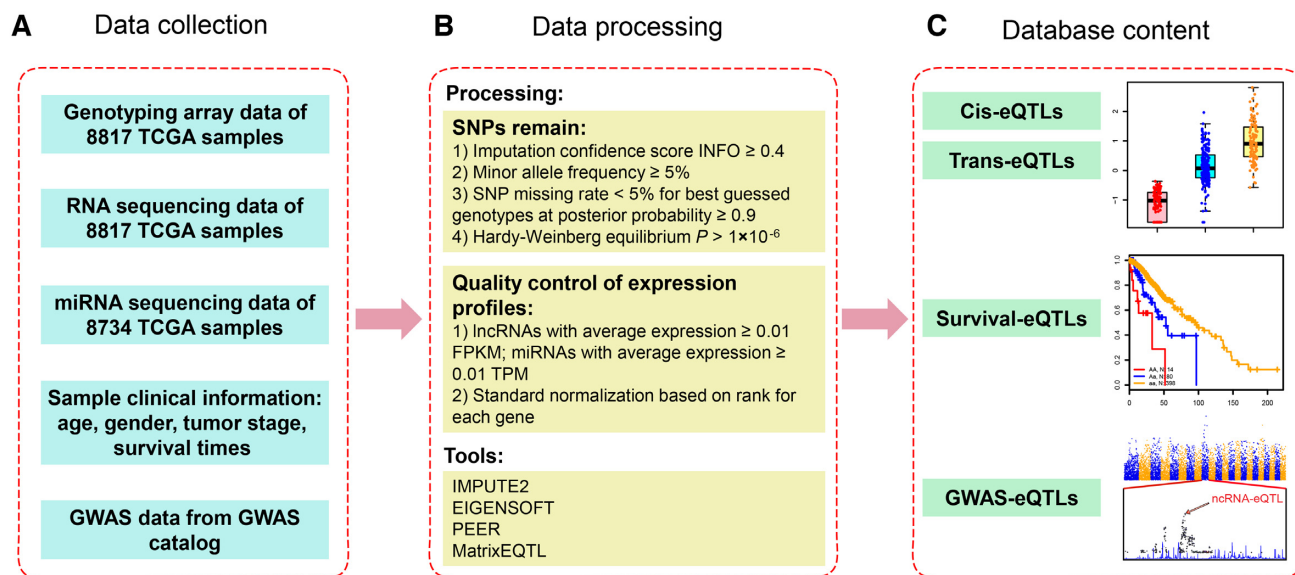 A Data collection
Genotyping array data of
8817 TCGA samples
RNA sequencing data of
8817 TCGA samples
miRNA sequencing data of
8734 TCGA samples
Sample clinical information:
age, gender, tumor stage,
survival times
GWAS data from GWAS
catalog
B Data processing
Processing:
SNPs remain:
1) Imputation confidence score INFO ≥ 0.4
2) Minor allele frequency ≥ 5%
3) SNP missing rate < 5% for best guessed
genotypes at posterior probability ≥ 0.9
4) Hardy-Weinberg equilibrium P > 1×10-6
Quality control of expression
profiles:
1) lncRNAs with average expression ≥ 0.01
FPKM; miRNAs with average expression ≥
0.01 TPM
2) Standard normalization based on rank for
each gene
Tools:
IMPUTE2
EIGENSOFT
PEER
MatrixEQTL
C Database content
Cis-eQTLs
Trans-eQTLs
2
1
0
−1
Survival-eQTLs
1.0
0.8
0.6
0.4
0.2
0.0
AA, N=14
Aa, N=80
aa, N=398
0 50 100 150 200
GWAS-eQTLs
ncRNA-eQTL